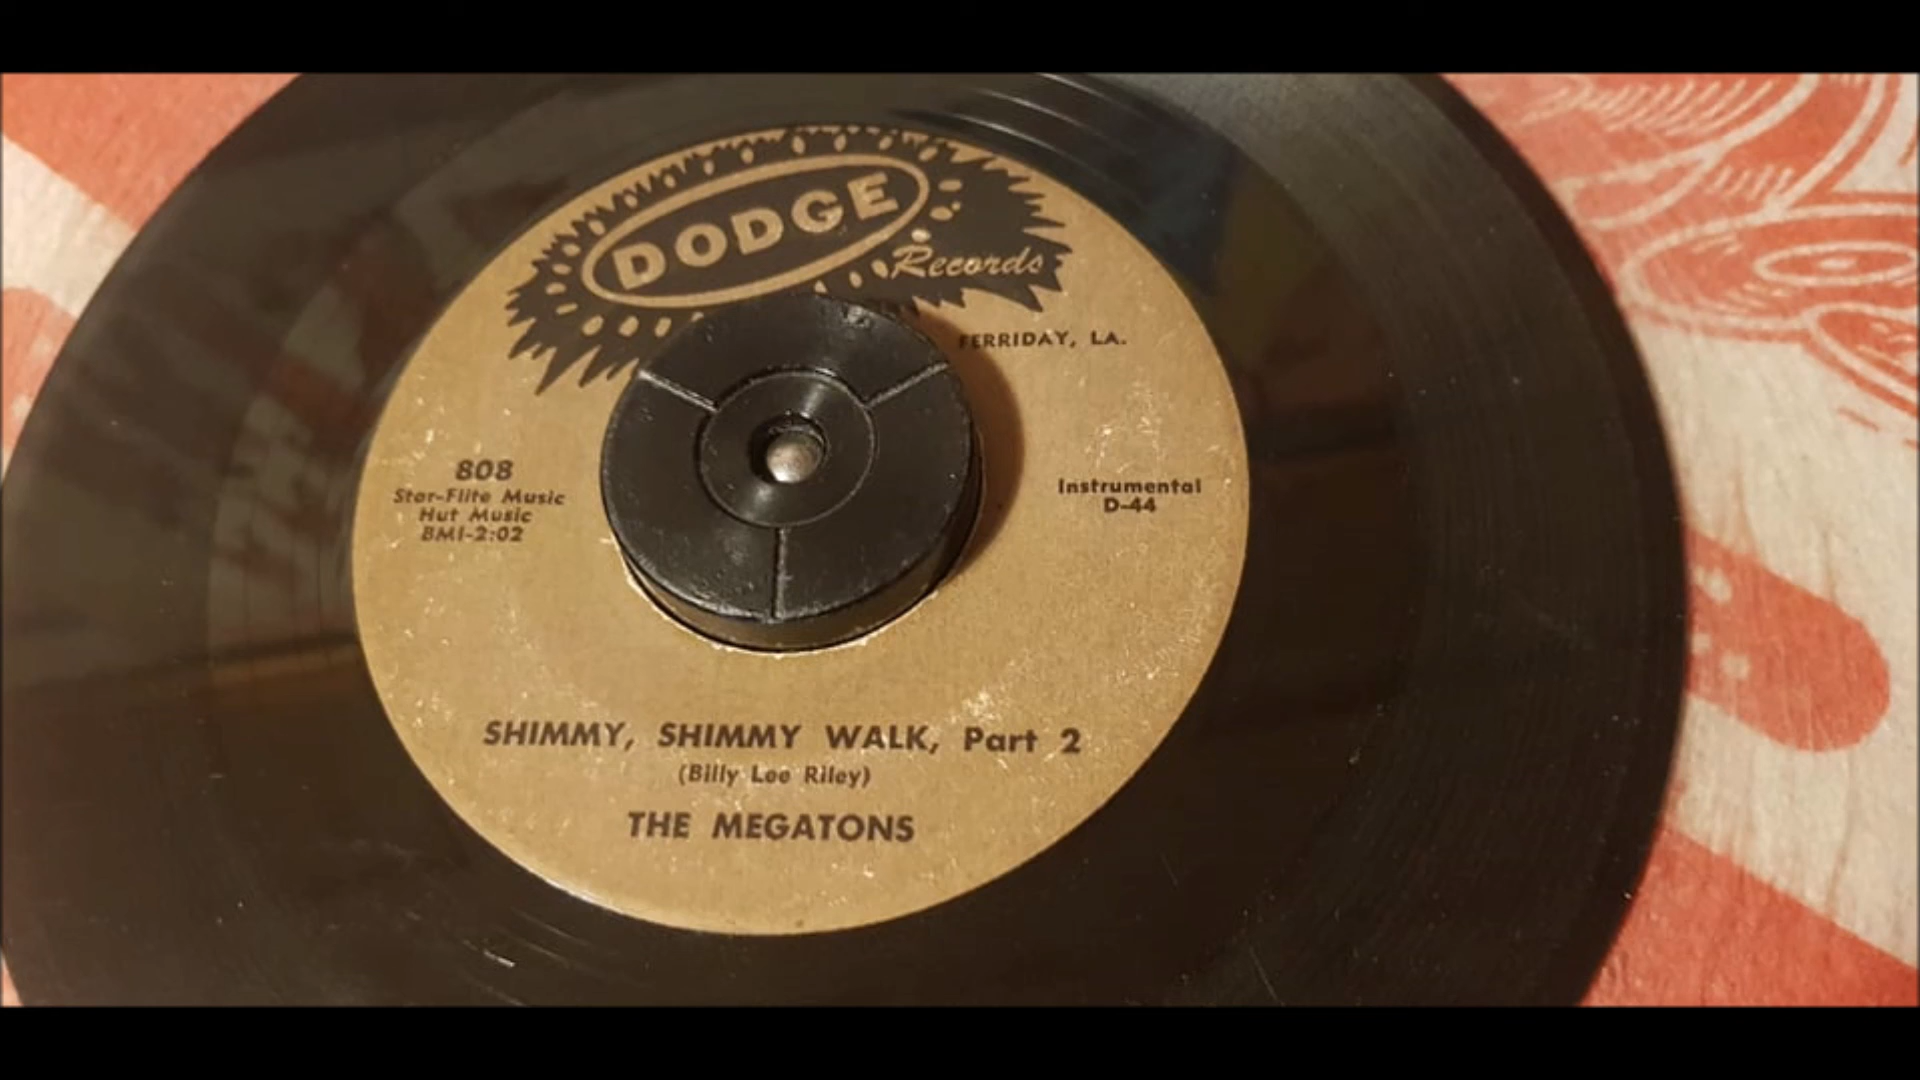 DODGE
Records
FERRIDAY, LA.
808
Star-Flite Music
Hut Music
BMI-2:02
Instrumental
D-44
SHIMMY, SHIMMY WALK, Part 2
(Billy Lee Riley)
THE MEGATONS